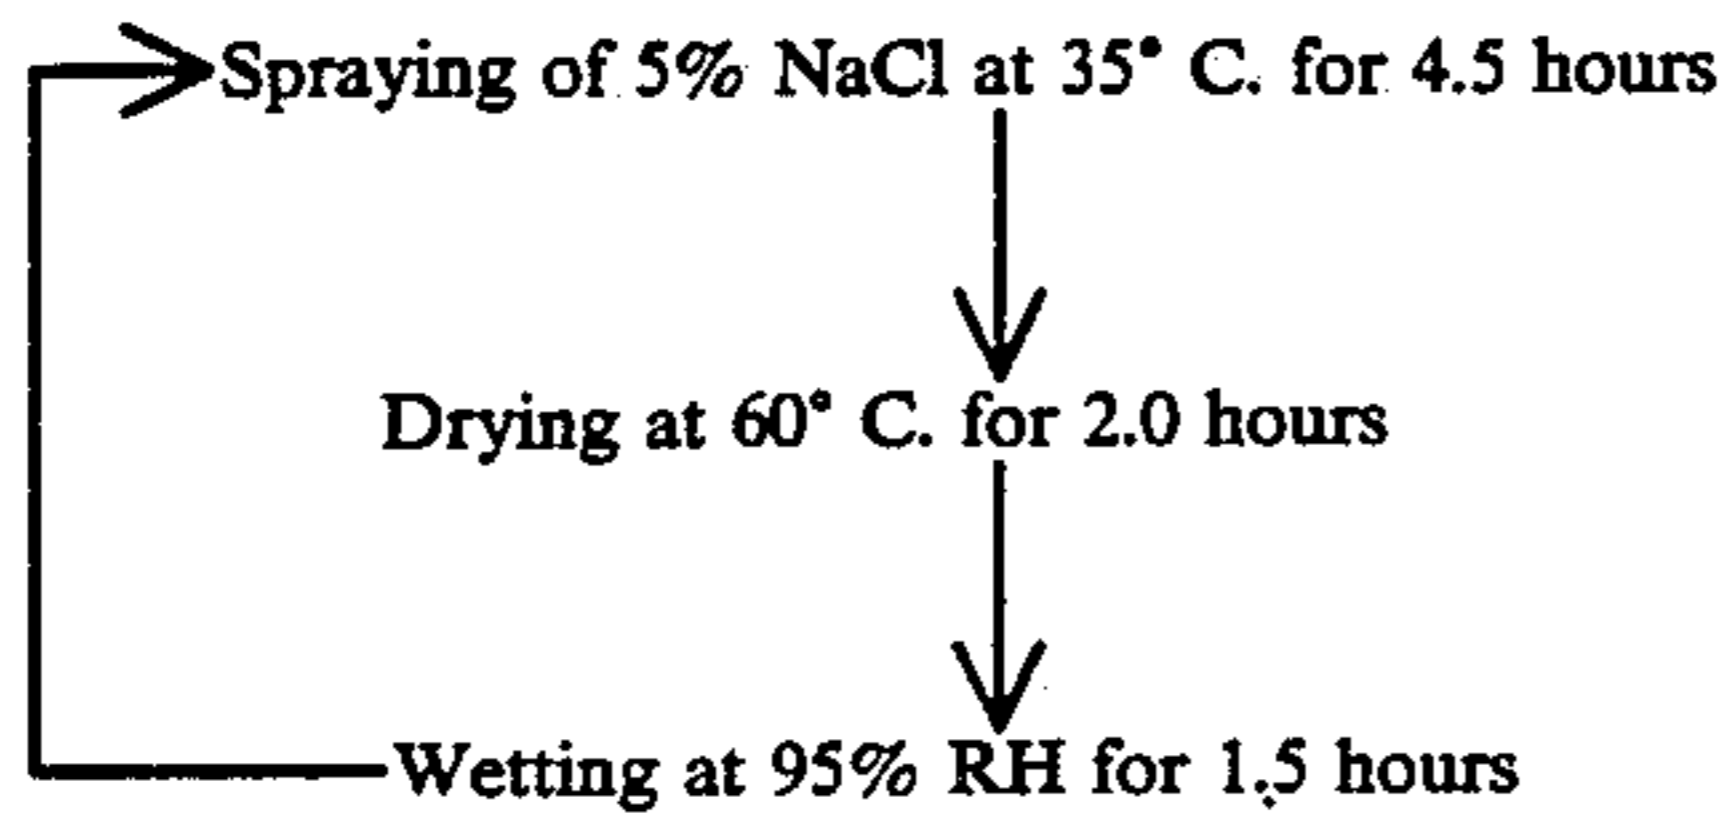 Spraying of 5% NaCl at 35° C. for 4.5 hours
Drying at 60° C. for 2.0 hours
Wetting at 95% RH for 1.5 hours